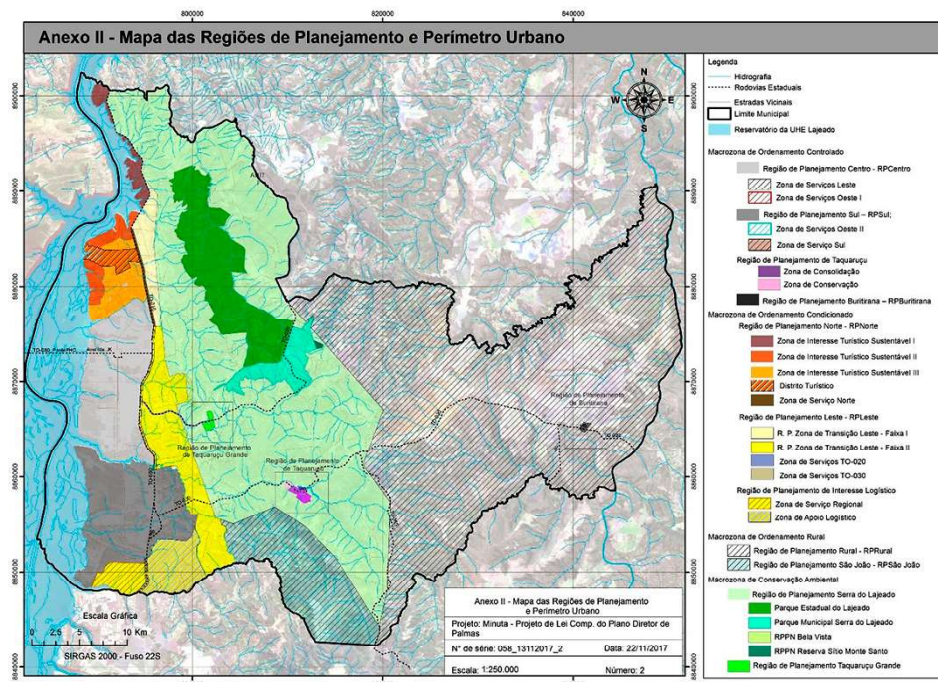 800000
820000
840000
Anexo II - Mapa das Regiões de Planejamento e Perímetro Urbano
8900000
8890000
8880000
8870000
8860000
8850000
8840000
N
W E
S
Região de Planejamento
de Buritirana
Região de Planejamento
de Taquaruçu Grande
Região de Planejamento
de Taquaruçu
Escala Gráfica
0 2,5 5 10 Km
SIRGAS 2000 - Fuso 22S
Anexo II - Mapa das Regiões de Planejamento
e Perímetro Urbano
Projeto: Minuta - Projeto de Lei Comp. do Plano Diretor de
Palmas
N° de série: 058_13112017_2 Data: 22/11/2017
Escala: 1:250.000 Número: 2
Legenda
Hidrografia
Rodovias Estaduais
Estradas Vicinais
Limite Municipal
Reservatório da UHE Lajeado
Macrozona de Ordenamento Controlado
Região de Planejamento Centro - RPCentro
Zona de Serviços Leste
Zona de Serviços Oeste I
Região de Planejamento Sul – RPSul;
Zona de Serviços Oeste II
Zona de Serviço Sul
Região de Planejamento de Taquaruçu
Zona de Consolidação
Zona de Conservação
Região de Planejamento Buritirana – RPBuritirana
Macrozona de Ordenamento Condicionado
Região de Planejamento Norte - RPNorte
Zona de Interesse Turístico Sustentável I
Zona de Interesse Turístico Sustentável II
Zona de Interesse Turístico Sustentável III
Distrito Turístico
Zona de Serviço Norte
Região de Planejamento Leste - RPLeste
R. P. Zona de Transição Leste - Faixa I
R. P. Zona de Transição Leste - Faixa II
Zona de Serviços TO-020
Zona de Serviços TO-030
Região de Planejamento de Interesse Logístico
Zona de Serviço Regional
Zona de Apoio Logístico
Macrozona de Ordenamento Rural
Região de Planejamento Rural - RPRural
Região de Planejamento São João - RPSão João
Macrozona de Conservação Ambiental
Região de Planejamento Serra do Lajeado
Parque Estadual do Lajeado
Parque Municipal Serra do Lajeado
RPPN Bela Vista
RPPN Reserva Sítio Monte Santo
Região de Planejamento Taquaruçu Grande